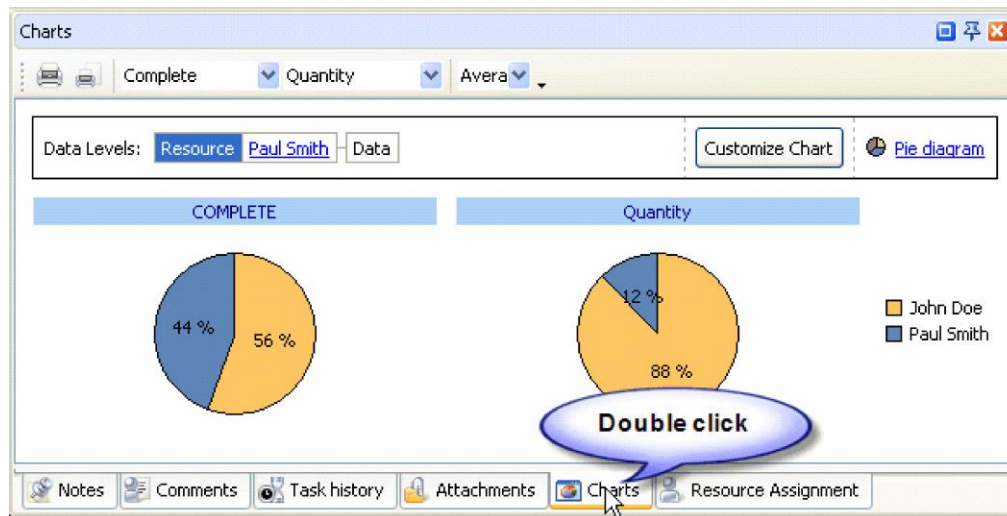 Charts
Complete Quantity Avera
Data Levels: Resource Paul Smith Data Customize Chart Pie diagram
COMPLETE Quantity
44 % 56 % 12 % 88 %
John Doe
Paul Smith
Double click
Notes Comments Task history Attachments Charts Resource Assignment